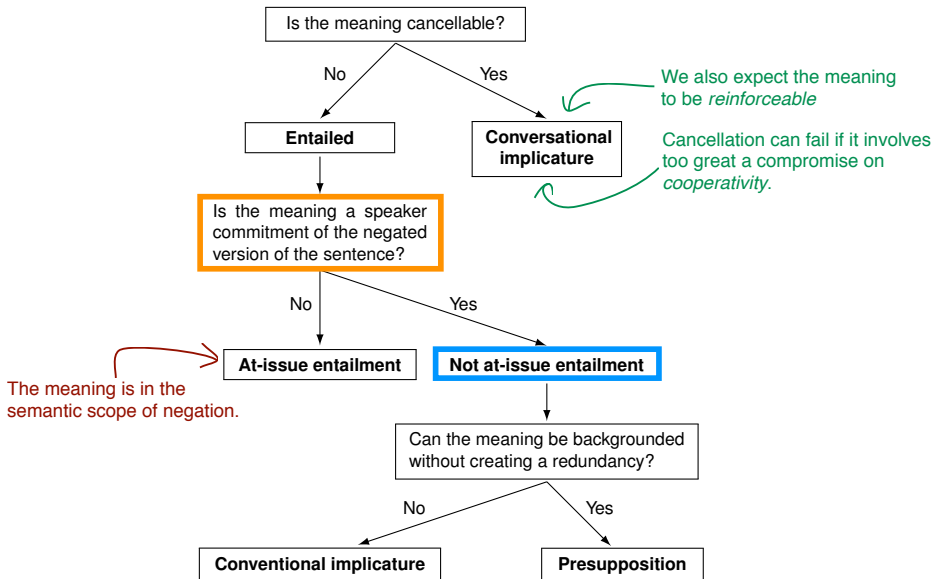 Is the meaning cancellable?
No
Yes
We also expect the meaning
to be reinforceable
Entailed
Conversational
implicature
Cancellation can fail if it involves
too great a compromise on
cooperativity.
Is the meaning a speaker
commitment of the negated
version of the sentence?
No
Yes
At-issue entailment
Not at-issue entailment
The meaning is in the
semantic scope of negation.
Can the meaning be backgrounded
without creating a redundancy?
No
Yes
Conventional implicature
Presupposition